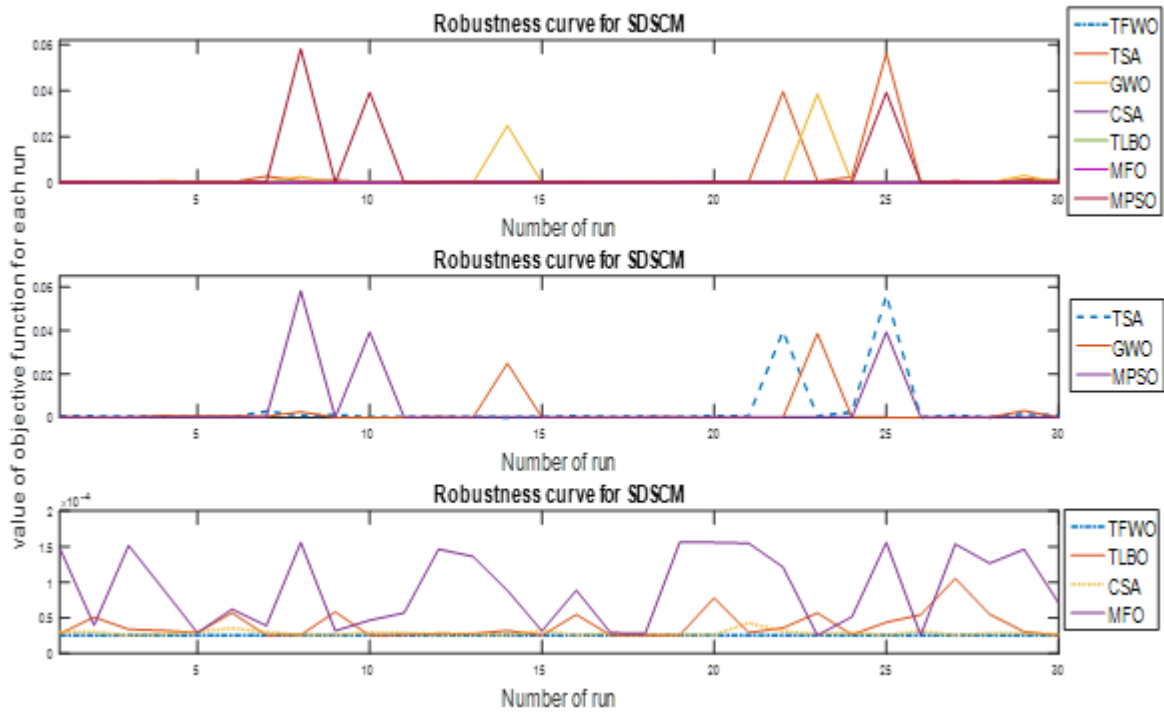 Robustness curve for SDSCM
0.06
0.04
0.02
0
5
10
15
20
25
30
Number of run
TFWO
TSA
GWO
CSA
TLBO
MFO
MPSO
value of objective function for each run
Robustness curve for SDSCM
0.06
0.04
0.02
0
5
10
15
20
25
30
Number of run
TSA
GWO
MPSO
Robustness curve for SDSCM
×10⁻⁴
2
1.5
1
0.5
0
5
10
15
20
25
30
Number of run
TFWO
TLBO
CSA
MFO